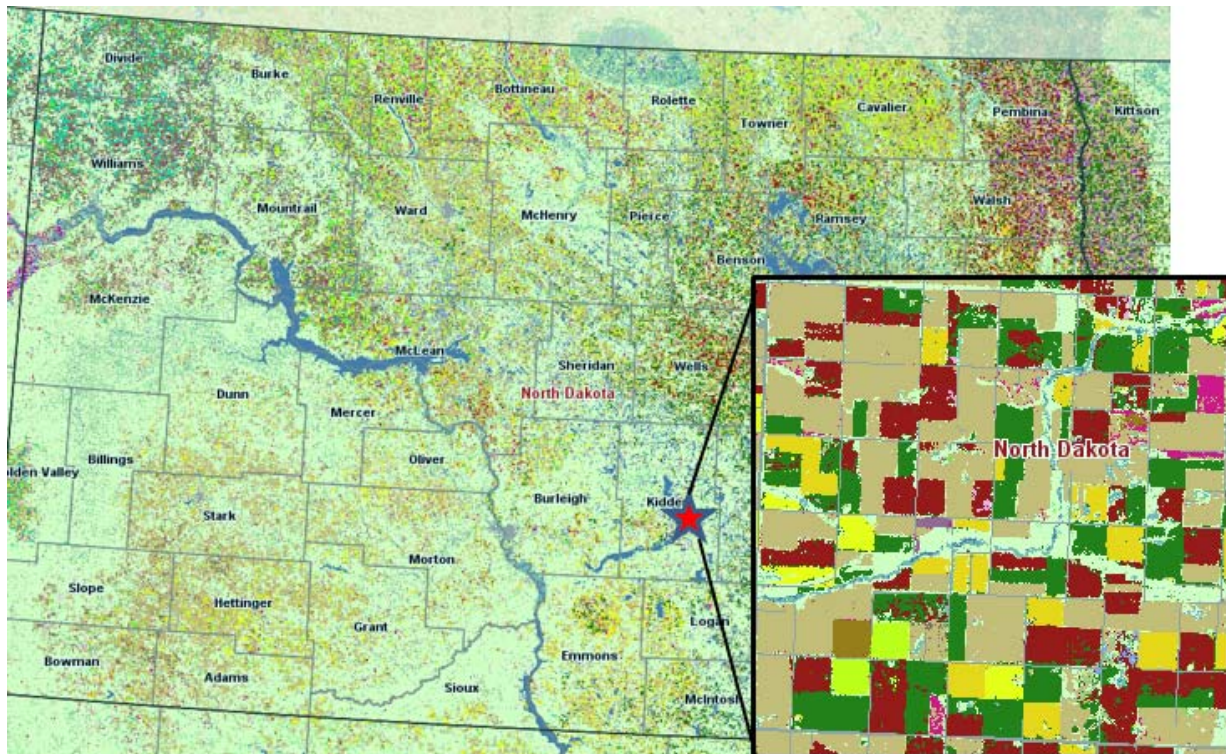 Divide
Burke
Renville
Bottineau
Rolette
Towner
Cavalier
Pembina
Kittson
Williams
Mountrail
Ward
McHenry
Pierce
Ramsey
Walsh
Benson
McKenzie
McLean
Sheridan
Wells
North Dakota
Dunn
Mercer
Oliver
Billings
olden Valley
Burleigh
Kidde
Stark
Morton
Slope
Hettinger
Grant
Logan
Emmons
Bowman
Adams
Sioux
McIntosh
North Dakota